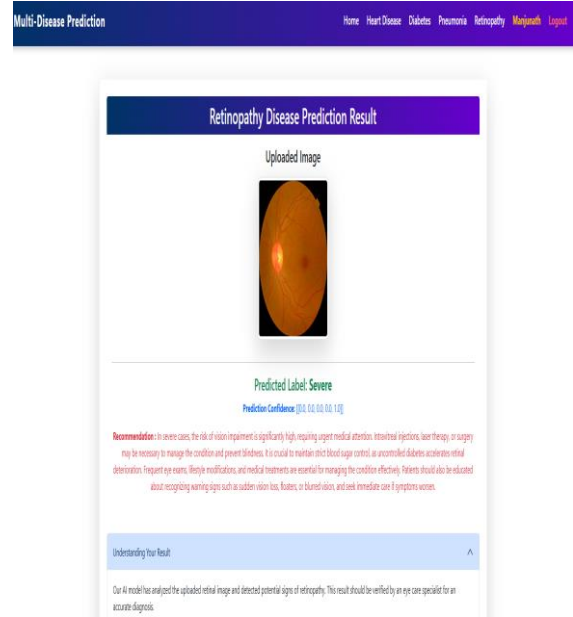 Multi-Disease Prediction
Home Heart Disease Diabetes Pneumonia Retinopathy Manjunath Logout
Retinopathy Disease Prediction Result
Uploaded Image
Predicted Label: Severe
Prediction Confidence: [[0.0, 0.0, 0.0, 0.0, 1.0]]
Recommendation: In severe cases, the risk of vision impairment is significantly high, requiring urgent medical attention. Intravitreal injections, laser therapy, or surgery
may be necessary to manage the condition and prevent blindness. It is crucial to maintain strict blood sugar control, as uncontrolled diabetes accelerates retinal
deterioration. Frequent eye exams, lifestyle modifications, and medical treatments are essential for managing the condition effectively. Patients should also be educated
about recognizing warning signs such as sudden vision loss, floaters, or blurred vision, and seek immediate care if symptoms worsen.
Understanding Your Result
Our AI model has analyzed the uploaded retinal image and detected potential signs of retinopathy. This result should be verified by an eye care specialist for an
accurate diagnosis.